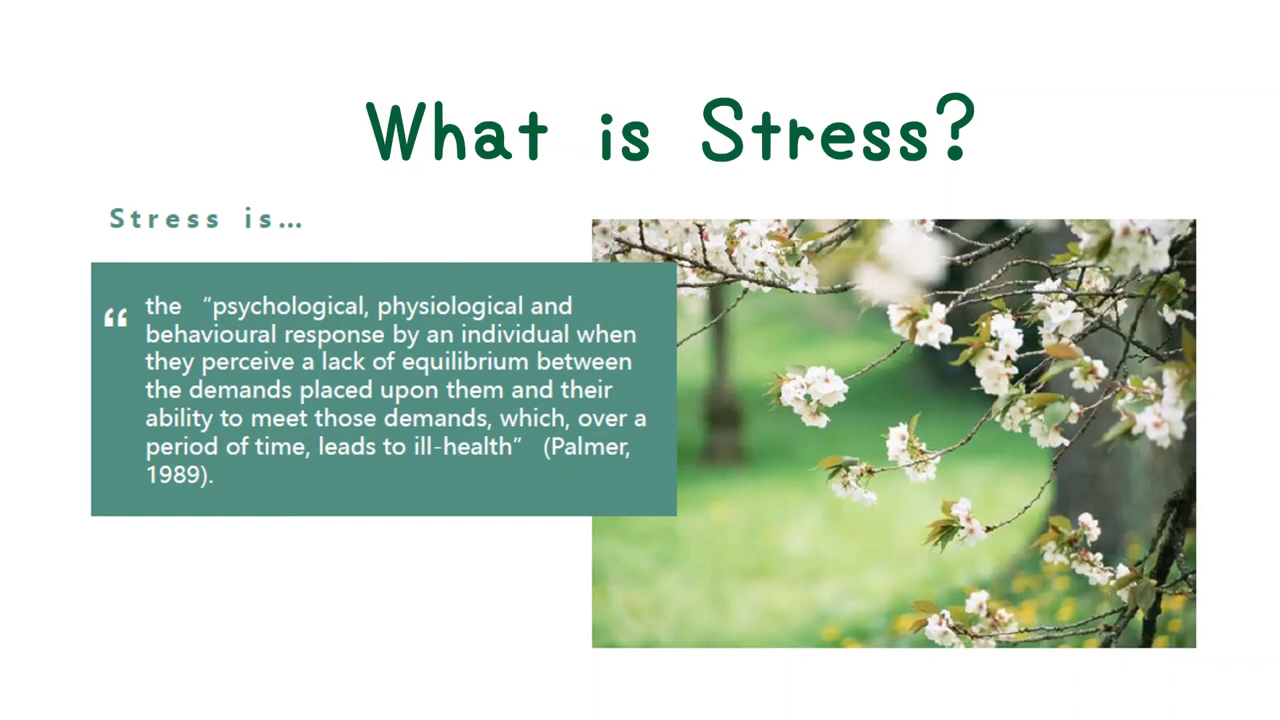 What is Stress?
Stress is…
“
the “psychological, physiological and
behavioural response by an individual when
they perceive a lack of equilibrium between
the demands placed upon them and their
ability to meet those demands, which, over a
period of time, leads to ill-health” (Palmer,
1989).